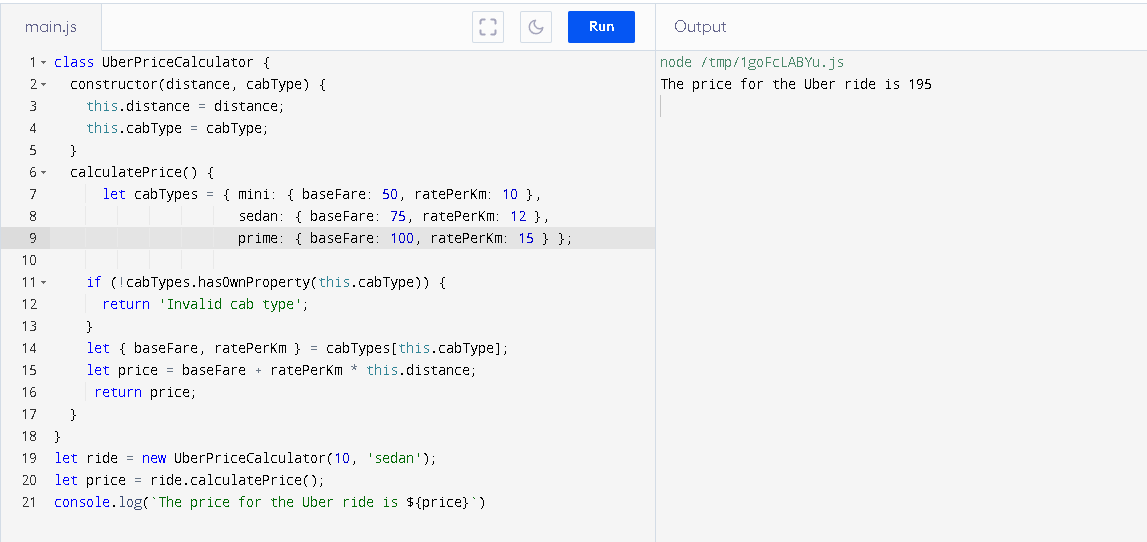 main.js
Run
Output
1 class UberPriceCalculator {
2 constructor(distance, cabType) {
3 this.distance = distance;
4 this.cabType = cabType;
5 }
6 calculatePrice() {
7 let cabTypes = { mini: { baseFare: 50, ratePerKm: 10 },
8 sedan: { baseFare: 75, ratePerKm: 12 },
9 prime: { baseFare: 100, ratePerKm: 15 } };
10
11 if (!cabTypes.hasOwnProperty(this.cabType)) {
12 return 'Invalid cab type';
13 }
14 let { baseFare, ratePerKm } = cabTypes[this.cabType];
15 let price = baseFare + ratePerKm * this.distance;
16 return price;
17 }
18 }
19 let ride = new UberPriceCalculator(10, 'sedan');
20 let price = ride.calculatePrice();
21 console.log(`The price for the Uber ride is ${price}`)
node /tmp/1goFcLABYu.js
The price for the Uber ride is 195